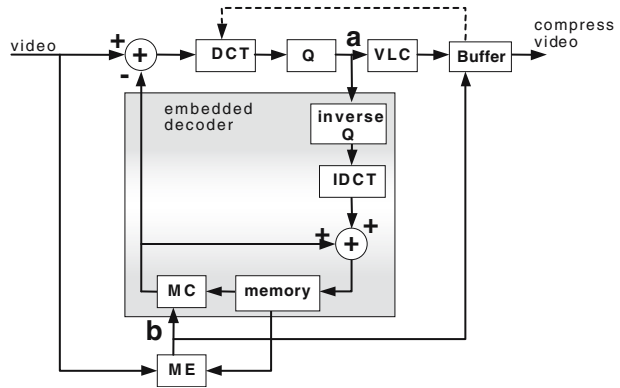 compress
video
video
+
+
-
DCT
Q
a
VLC
Buffer
embedded
decoder
inverse
Q
IDCT
+
+
+
MC
memory
b
ME